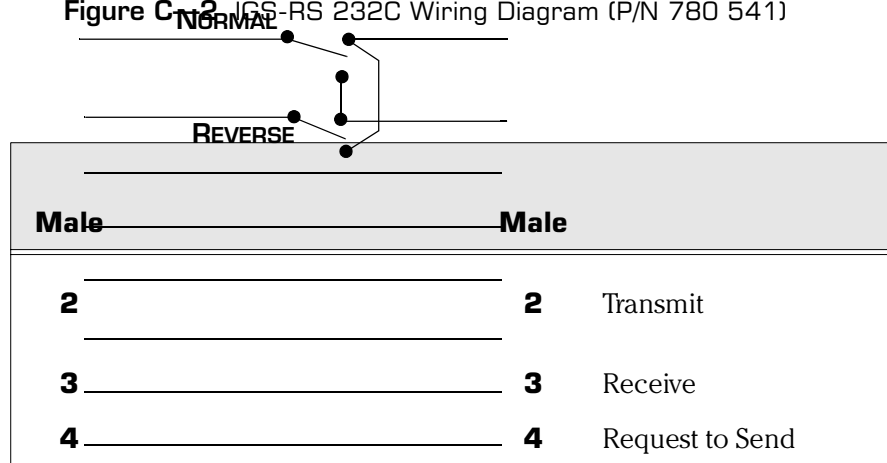 Figure C—2 IGS-RS 232C Wiring Diagram (P/N 780 541)
NORMAL
REVERSE
Male Male
2 2 Transmit
3 3 Receive
4 4 Request to Send